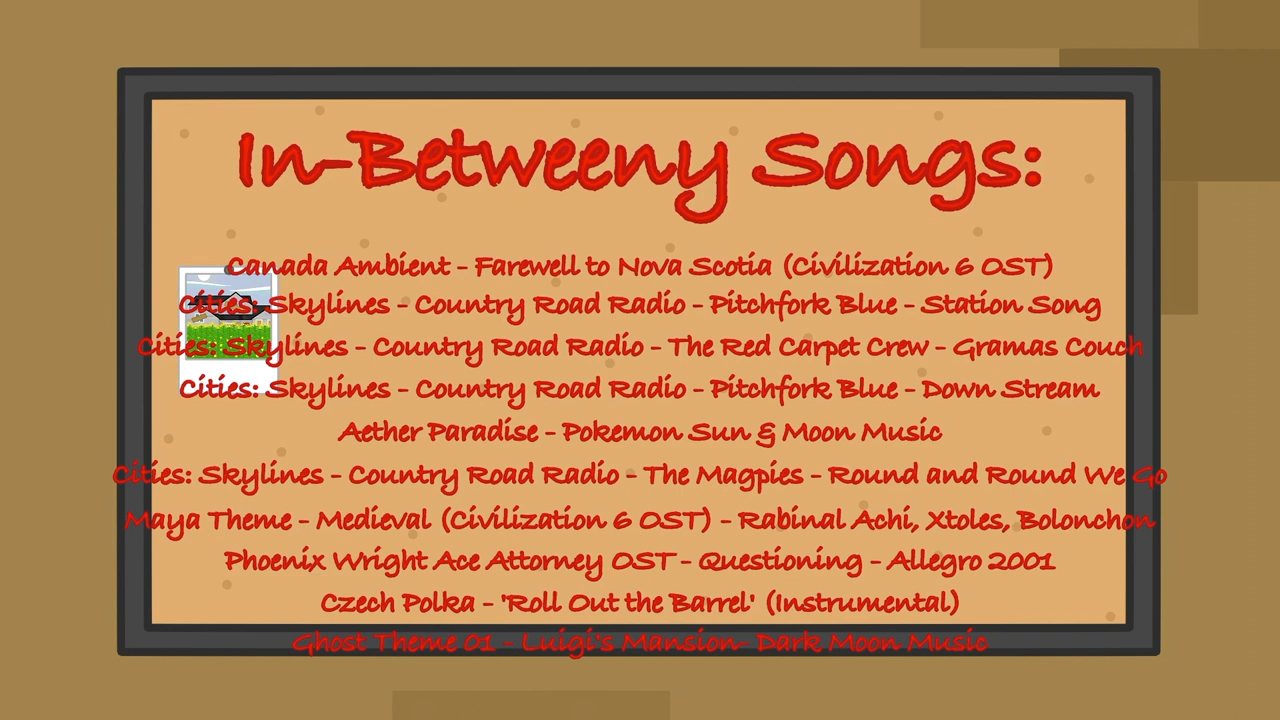 In-Betweeny Songs:
Canada Ambient - Farewell to Nova Scotia (Civilization 6 OST)
Cities: Skylines - Country Road Radio - Pitchfork Blue - Station Song
Cities: Skylines - Country Road Radio - The Red Carpet Crew - Gramas Couch
Cities: Skylines - Country Road Radio - Pitchfork Blue - Down Stream
Aether Paradise - Pokemon Sun & Moon Music
Cities: Skylines - Country Road Radio - The Magpies - Round and Round We Go
Maya Theme - Medieval (Civilization 6 OST) - Rabinal Achi, Xtoles, Bolonchon
Phoenix Wright Ace Attorney OST - Questioning - Allegro 2001
Czech Polka - 'Roll Out the Barrel' (Instrumental)
Ghost Theme 01 - Luigi's Mansion- Dark Moon Music